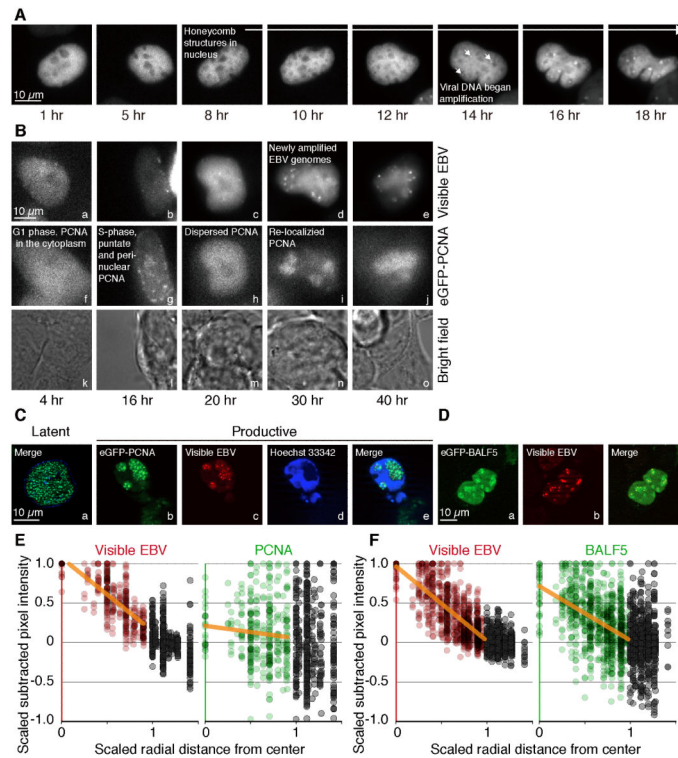 A
Honeycomb
structures in
nucleus
Viral DNA began
amplification
10 µm
1 hr 5 hr 8 hr 10 hr 12 hr 14 hr 16 hr 18 hr
B
Newly amplified
EBV genomes
10 µm
a b c d e
Visible EBV
G1 phase, PCNA
in the cytoplasm
S-phase,
puntate
and peri-
nuclear
PCNA
Dispersed PCNA
Re-localizied
PCNA
f g h i j
eGFP-PCNA
k l m n o
Bright field
4 hr 16 hr 20 hr 30 hr 40 hr
C
Latent Productive
Merge eGFP-PCNA Visible EBV Hoechst 33342 Merge
10 µm
a b c d e
D
eGFP-BALF5 Visible EBV Merge
10 µm
a b
E
Visible EBV PCNA
Scaled subtracted pixel intensity
1.0
0.5
0
-0.5
-1.0
0 1 0 1
Scaled radial distance from center
F
Visible EBV BALF5
Scaled subtracted pixel intensity
1.0
0.5
0
-0.5
-1.0
0 1 0 1
Scaled radial distance from center